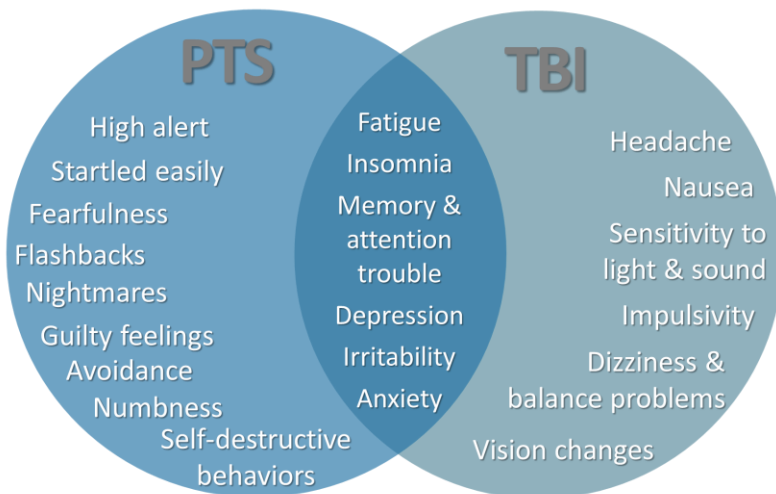 PTS
High alert
Startled easily
Fearfulness
Flashbacks
Nightmares
Guilty feelings
Avoidance
Numbness
Self-destructive
behaviors
Fatigue
Insomnia
Memory &
attention
trouble
Depression
Irritability
Anxiety
TBI
Headache
Nausea
Sensitivity to
light & sound
Impulsivity
Dizziness &
balance problems
Vision changes